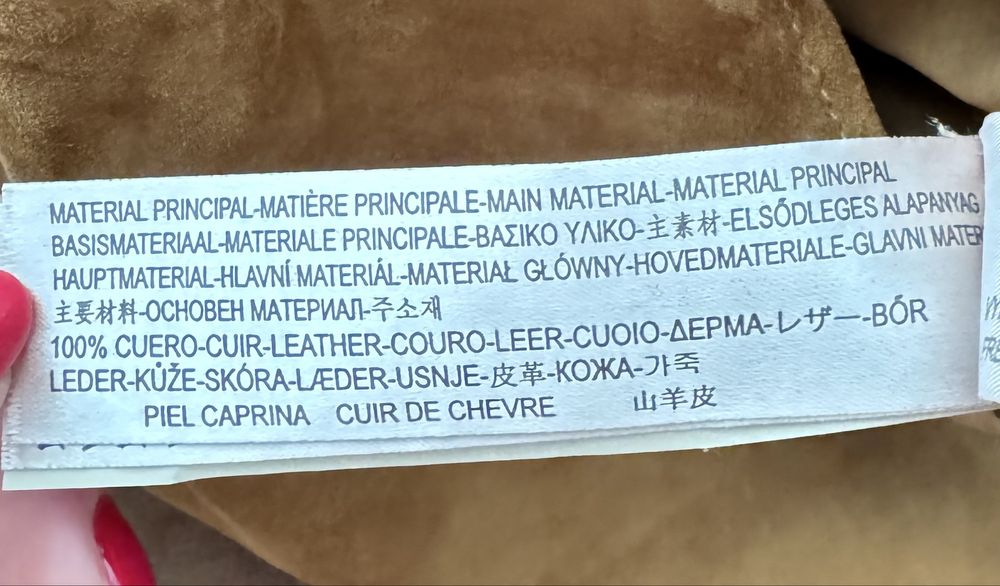 MATERIAL PRINCIPAL-MATIÈRE PRINCIPALE-MAIN MATERIAL-MATERIAL PRINCIPAL
BASISMATERIAAL-MATERIALE PRINCIPALE-ΒΑΣΙΚΟ ΥΛΙΚΟ-主素材-ELSŐDLEGES ALAPANYAG
HAUPTMATERIAL-HLAVNÍ MATERIÁL-MATERIAŁ GŁÓWNY-HOVEDMATERIALE-GLAVNI MATER
主要材料-ОСНОВЕН МАТЕРИАЛ-주소재
100% CUERO-CUIR-LEATHER-COURO-LEER-CUOIO-ΔΕΡΜΑ-レザー-BŐR
LEDER-KŮŽE-SKÓRA-LÆDER-USNJE-皮革-КОЖА-가죽
PIEL CAPRINA CUIR DE CHEVRE 山羊皮